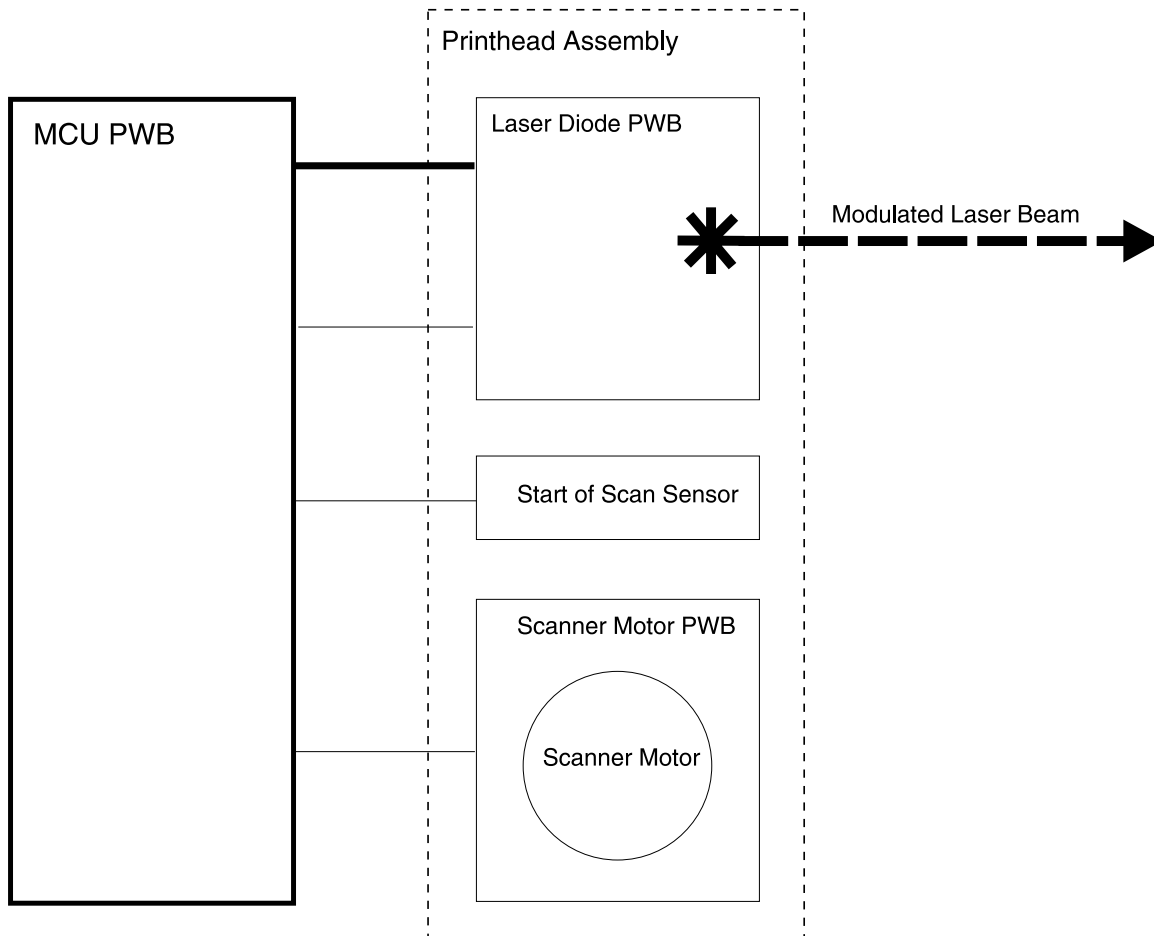 Printhead Assembly
MCU PWB
Laser Diode PWB
Modulated Laser Beam
Start of Scan Sensor
Scanner Motor PWB
Scanner Motor